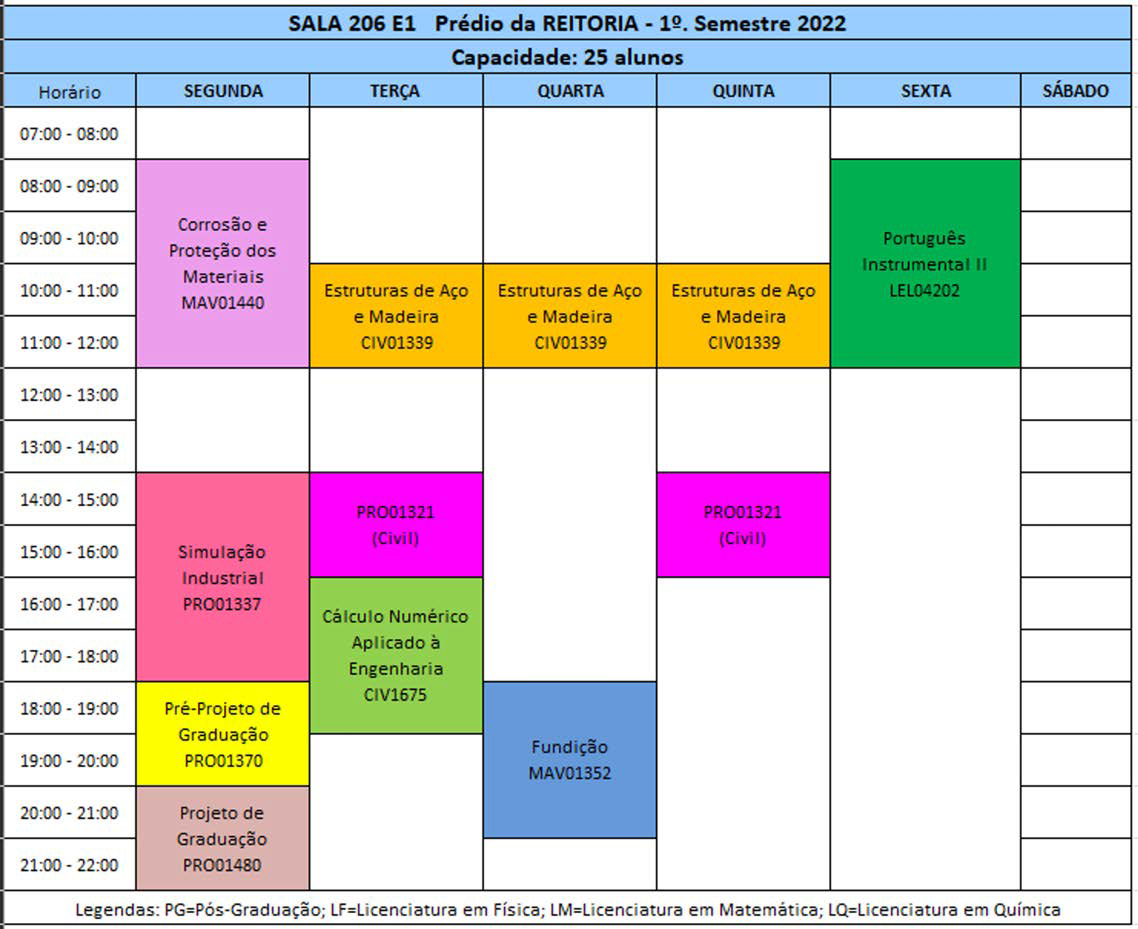 SALA 206 E1 Prédio da REITORIA - 1º. Semestre 2022
Capacidade: 25 alunos
Horário SEGUNDA TERÇA QUARTA QUINTA SEXTA SÁBADO
07:00 - 08:00
08:00 - 09:00
09:00 - 10:00
10:00 - 11:00
11:00 - 12:00
12:00 - 13:00
13:00 - 14:00
14:00 - 15:00
15:00 - 16:00
16:00 - 17:00
17:00 - 18:00
18:00 - 19:00
19:00 - 20:00
20:00 - 21:00
21:00 - 22:00
Corrosão e
Proteção dos
Materiais
MAV01440
Simulação
Industrial
PRO01337
Pré-Projeto de
Graduação
PRO01370
Projeto de
Graduação
PRO01480
Estruturas de Aço
e Madeira
CIV01339
PRO01321
(Civil)
Cálculo Numérico
Aplicado à
Engenharia
CIV1675
Estruturas de Aço
e Madeira
CIV01339
Fundição
MAV01352
Estruturas de Aço
e Madeira
CIV01339
PRO01321
(Civil)
Português
Instrumental II
LEL04202
Legendas: PG=Pós-Graduação; LF=Licenciatura em Física; LM=Licenciatura em Matemática; LQ=Licenciatura em Química